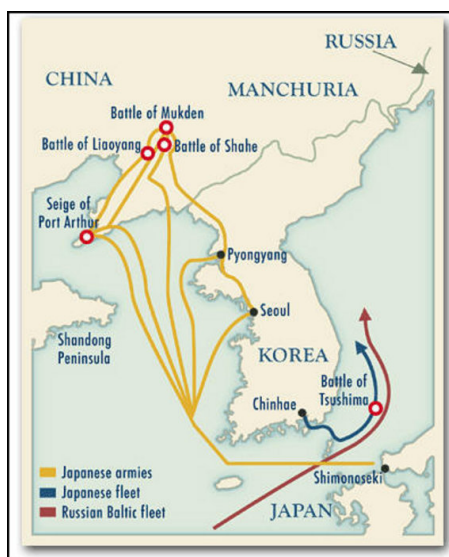 RUSSIA
CHINA
MANCHURIA
Battle of Mukden
Battle of Liaoyang
Battle of Shahe
Seige of
Port Arthur
Pyongyang
Seoul
Shandong
Peninsula
KOREA
Battle of
Tsushima
Chinhae
Shimonoseki
JAPAN
Japanese armies
Japanese fleet
Russian Baltic fleet